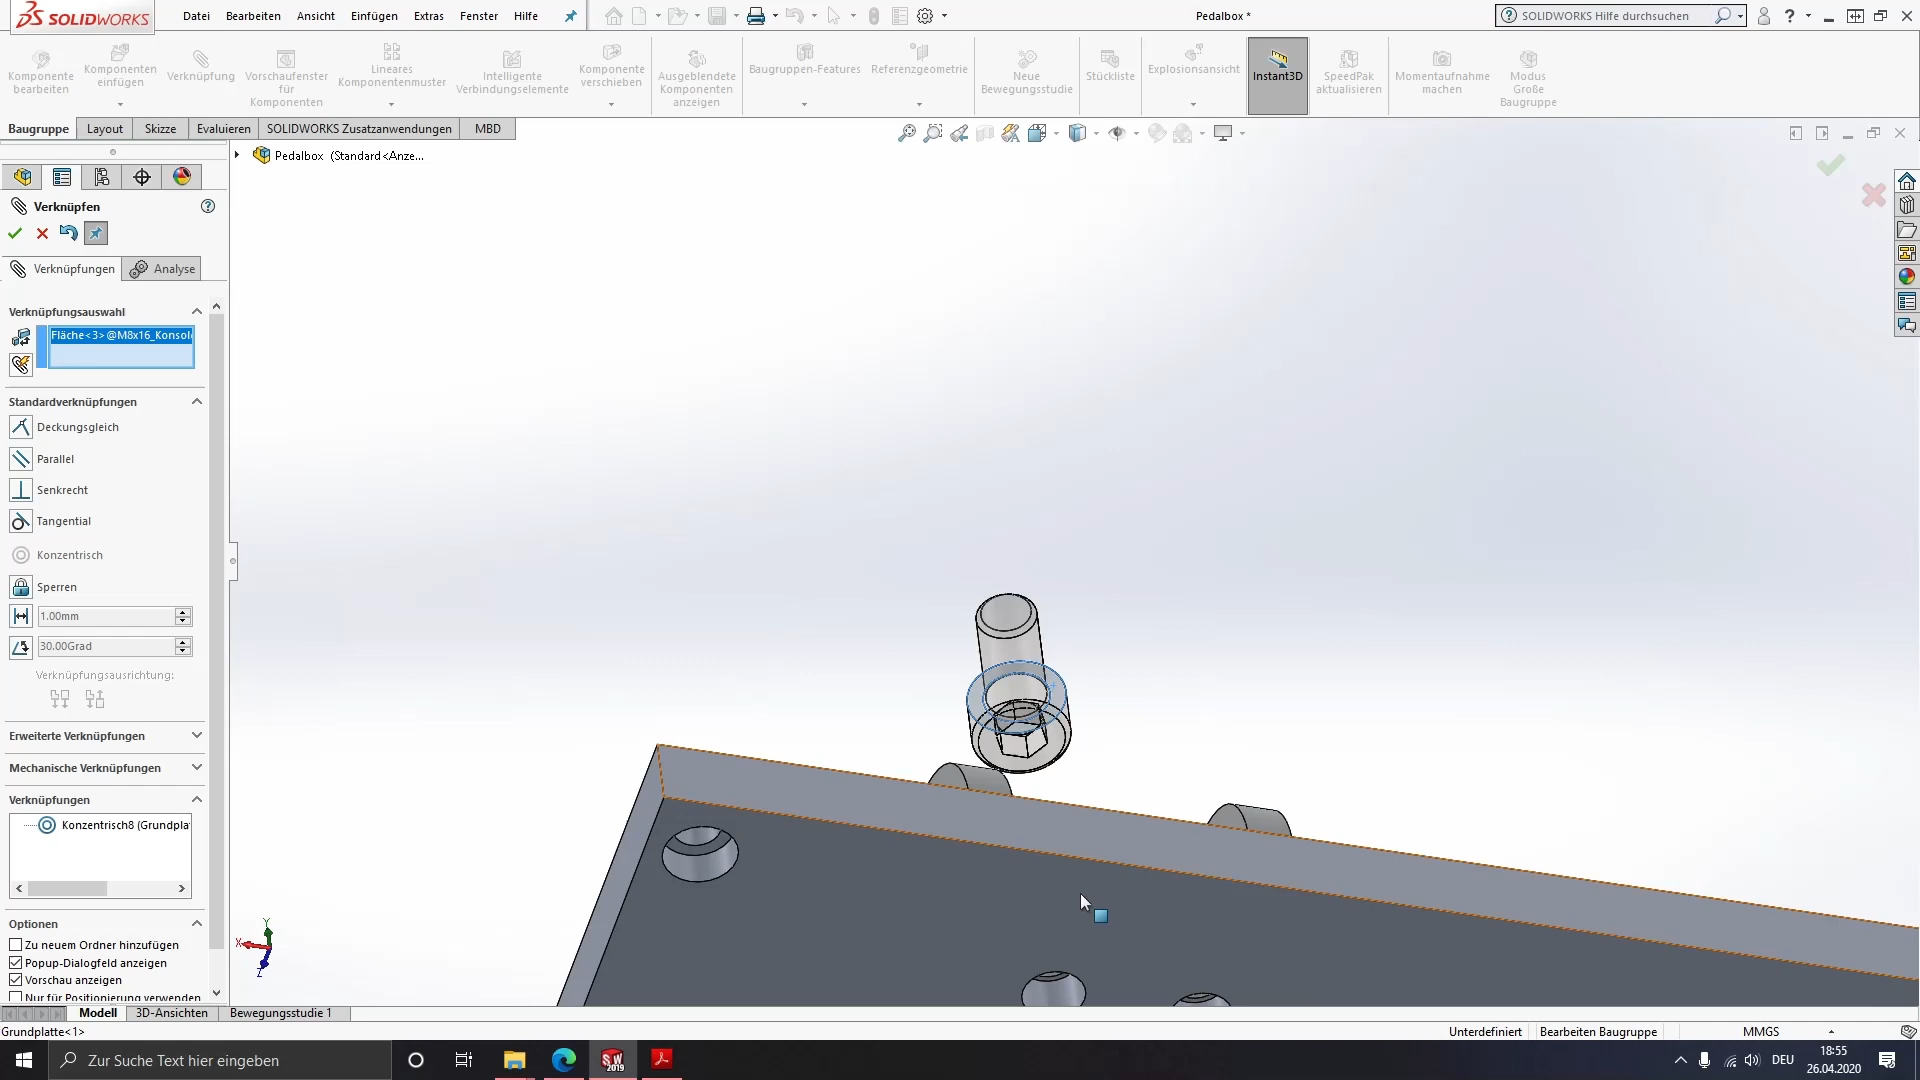 SOLIDWORKS
Datei Bearbeiten Ansicht Einfügen Extras Fenster Hilfe
Pedalbox *
SOLIDWORKS Hilfe durchsuchen
Komponente bearbeiten
Komponenten einfügen
Verknüpfung
Vorschaufenster für Komponenten
Lineares Komponentenmuster
Intelligente Verbindungselemente
Komponente verschieben
Ausgeblendete Komponenten anzeigen
Baugruppen-Features
Referenzgeometrie
Neue Bewegungsstudie
Stückliste
Explosionsansicht
Instant3D
SpeedPak aktualisieren
Momentaufnahme machen
Modus Große Baugruppe
Baugruppe Layout Skizze Evaluieren SOLIDWORKS Zusatzanwendungen MBD
Pedalbox (Standard<Anze...
Verknüpfen
Verknüpfungen Analyse
Verknüpfungsauswahl
Fläche<3>@M8x16_Konsol
Standardverknüpfungen
Deckungsgleich
Parallel
Senkrecht
Tangential
Konzentrisch
Sperren
1.00mm
30.00Grad
Verknüpfungsausrichtung:
Erweiterte Verknüpfungen
Mechanische Verknüpfungen
Verknüpfungen
Konzentrisch8 (Grundpla
Optionen
Zu neuem Ordner hinzufügen
Popup-Dialogfeld anzeigen
Vorschau anzeigen
Nur für Positionierung verwenden
Y
X
Z
Modell 3D-Ansichten Bewegungsstudie 1
Grundplatte<1>
Unterdefiniert Bearbeiten Baugruppe MMGS
Zur Suche Text hier eingeben
SW 2019
DEU
18:55
26.04.2020